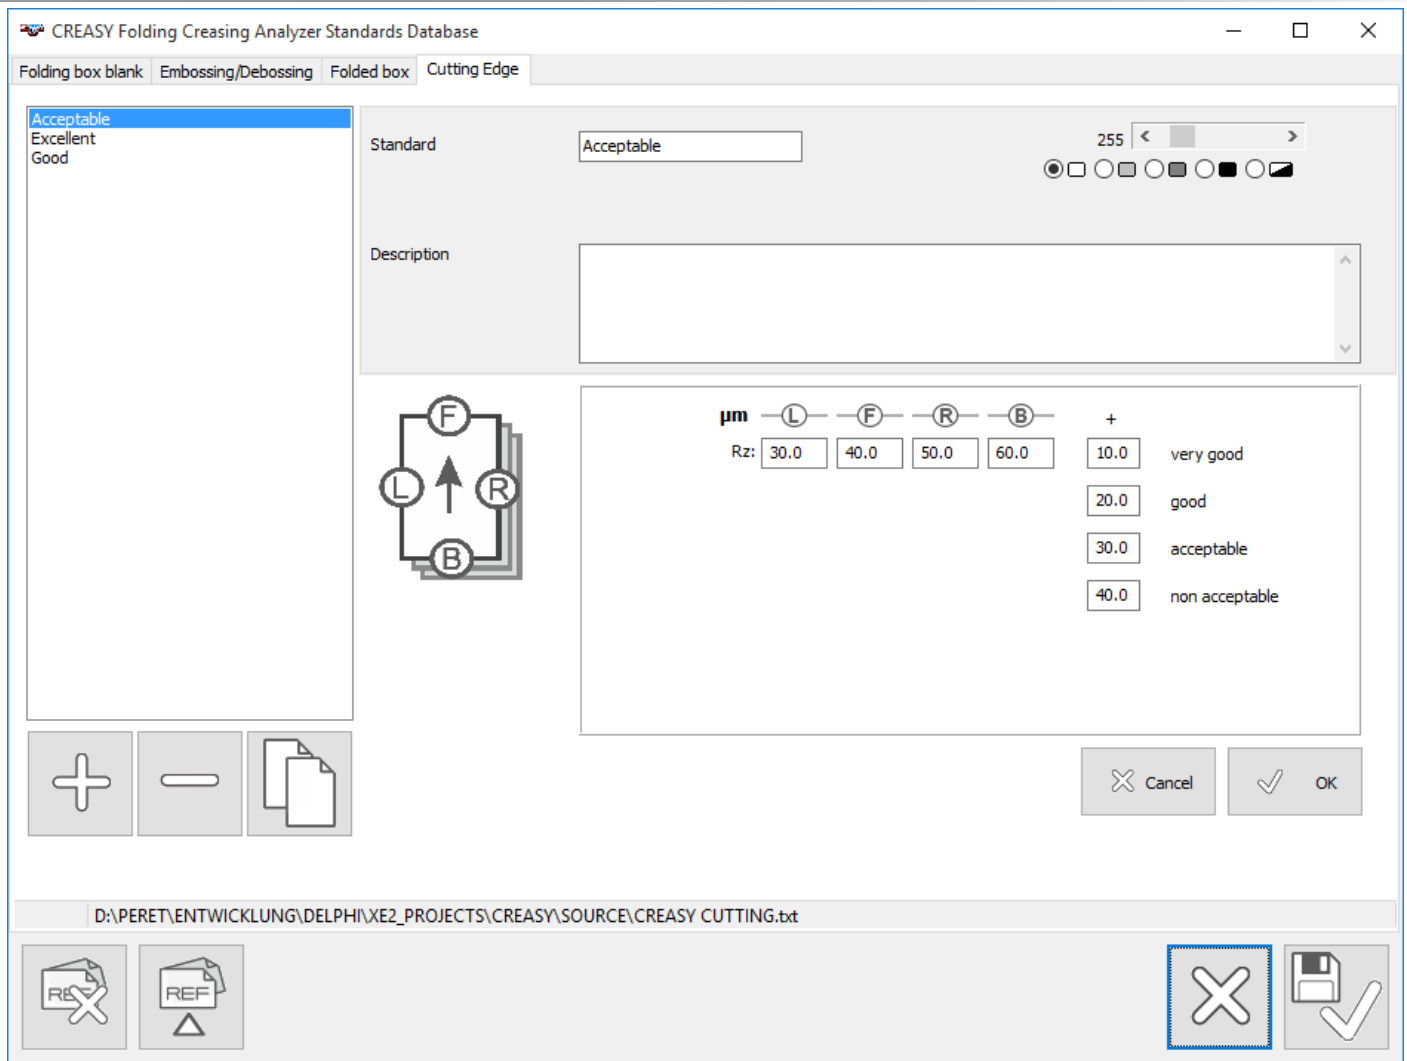 CREASY Folding Creasing Analyzer Standards Database
Folding box blank Embossing/Debossing Folded box Cutting Edge
Acceptable
Excellent
Good
Standard Acceptable 255
Description
F
L R
B
µm L F R B +
Rz: 30.0 40.0 50.0 60.0 10.0 very good
20.0 good
30.0 acceptable
40.0 non acceptable
Cancel OK
D:\PERET\ENTWICKLUNG\DELPHI\XE2_PROJECTS\CREASY\SOURCE\CREASY CUTTING.txt
REF REF